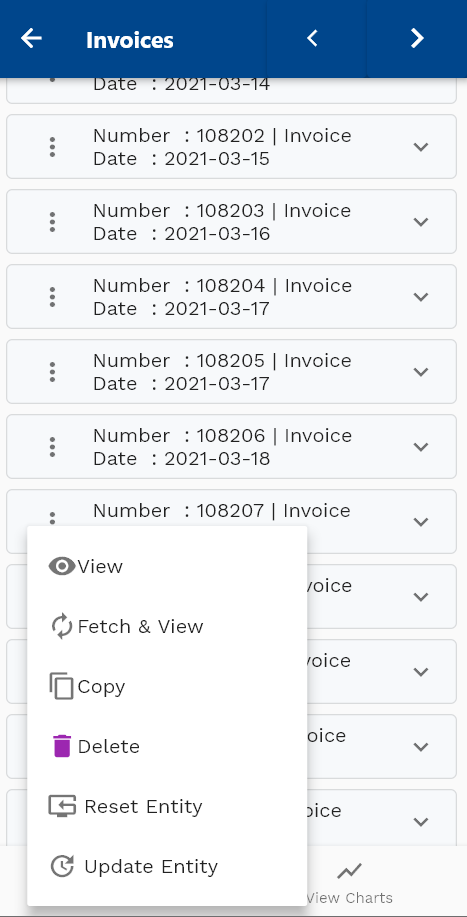 Invoices
Date : 2021-03-14
Number : 108202 | Invoice
Date : 2021-03-15
Number : 108203 | Invoice
Date : 2021-03-16
Number : 108204 | Invoice
Date : 2021-03-17
Number : 108205 | Invoice
Date : 2021-03-17
Number : 108206 | Invoice
Date : 2021-03-18
Number : 108207 | Invoice
View
voice
Fetch & View
voice
Copy
oice
Delete
oice
Reset Entity
Update Entity
View Charts